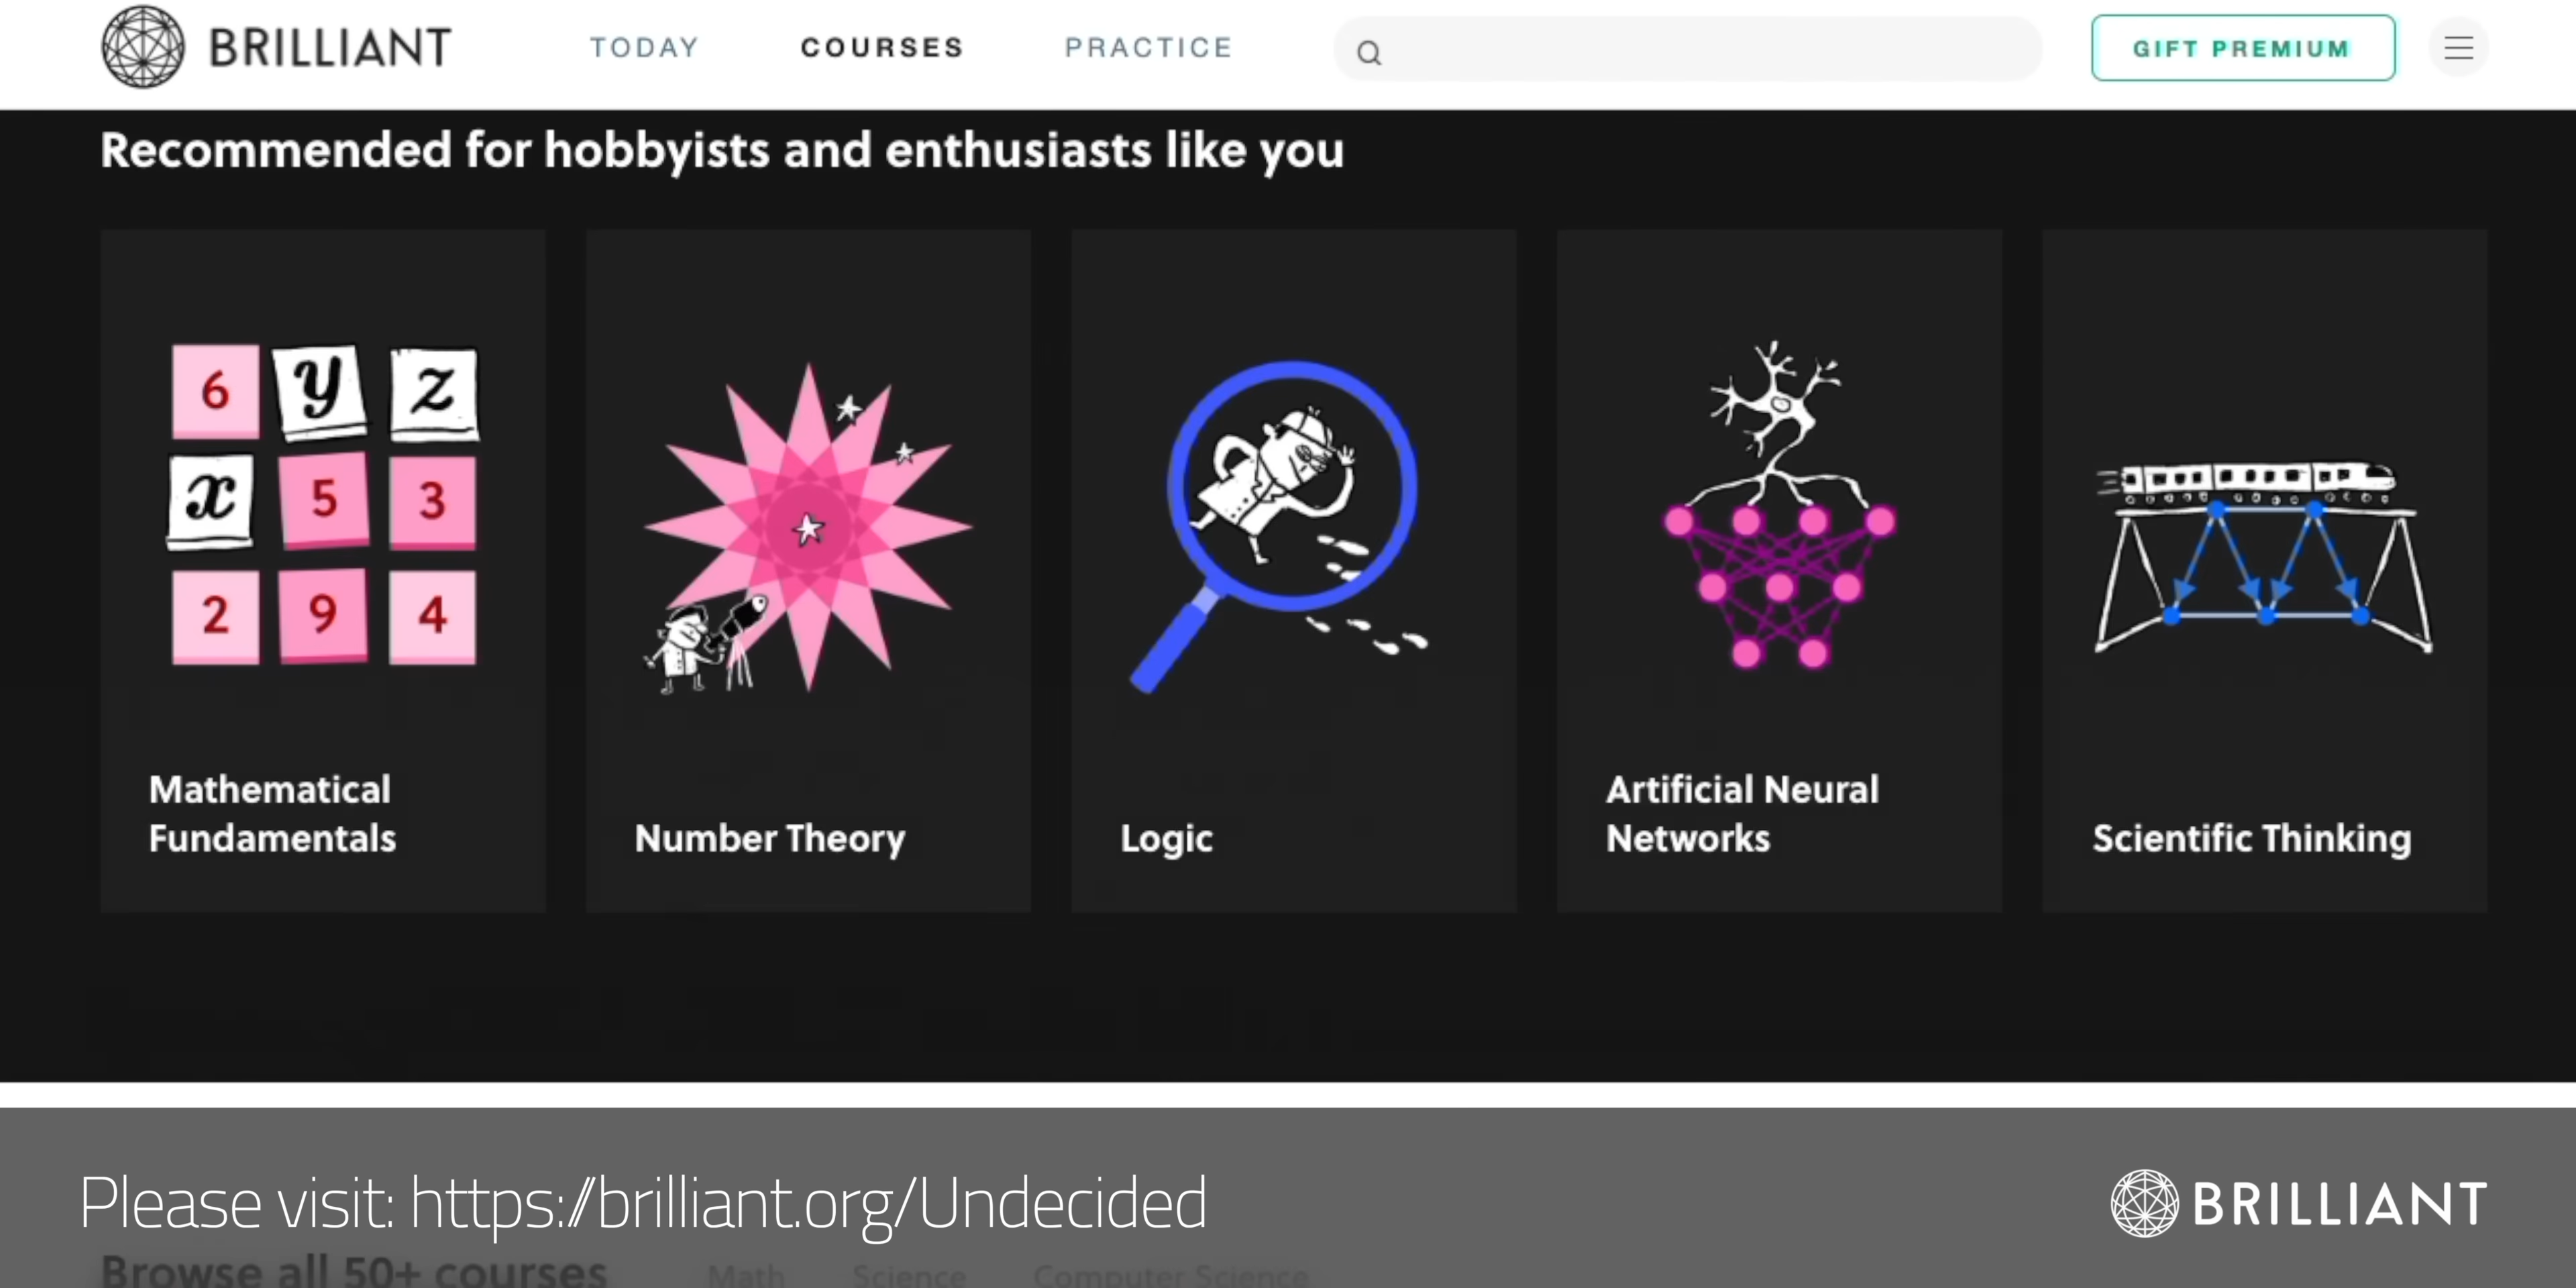 BRILLIANT
TODAY
COURSES
PRACTICE
GIFT PREMIUM
Recommended for hobbyists and enthusiasts like you
6 y z
x 5 3
2 9 4
Mathematical
Fundamentals
Number Theory
Logic
Artificial Neural
Networks
Scientific Thinking
Please visit: https://brilliant.org/Undecided
BRILLIANT
Browse all 50+ courses
Math
Science
Computer Science